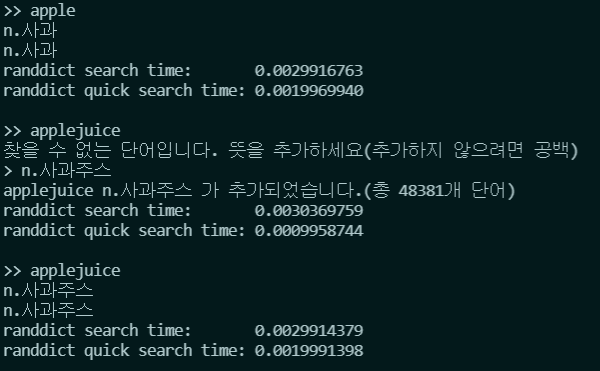 >> apple
n.사과
n.사과
randdict search time:       0.0029916763
randdict quick search time: 0.0019969940

>> applejuice
찾을 수 없는 단어입니다. 뜻을 추가하세요(추가하지 않으려면 공백)
> n.사과주스
applejuice n.사과주스 가 추가되었습니다.(총 48381개 단어)
randdict search time:       0.0030369759
randdict quick search time: 0.0009958744

>> applejuice
n.사과주스
n.사과주스
randdict search time:       0.0029914379
randdict quick search time: 0.0019991398